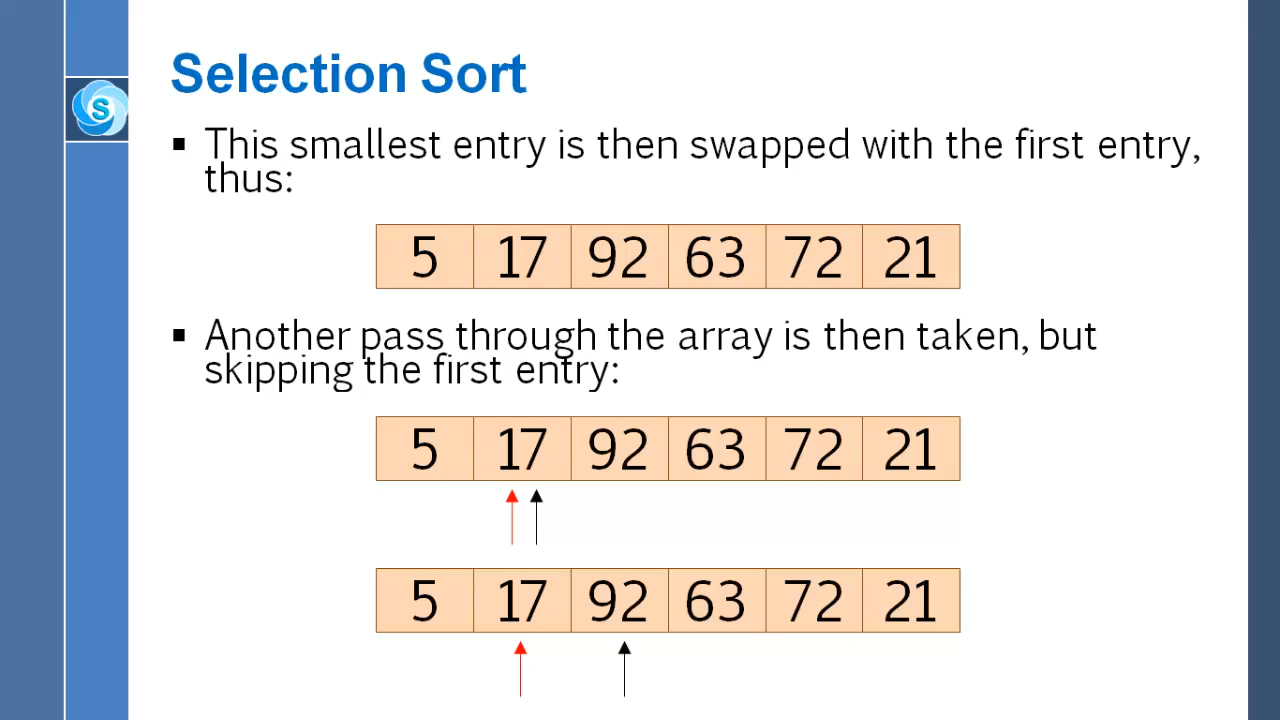 Selection Sort
S
▪ This smallest entry is then swapped with the first entry,
thus:
5 17 92 63 72 21
▪ Another pass through the array is then taken, but
skipping the first entry:
5 17 92 63 72 21
5 17 92 63 72 21